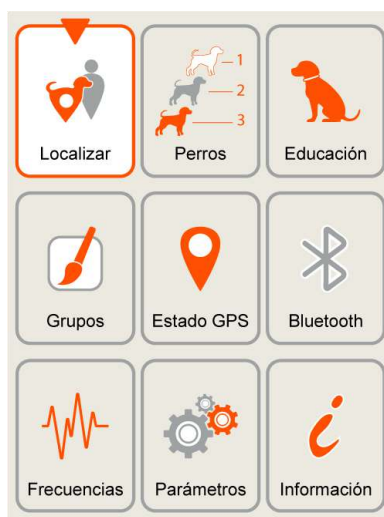 1
2
3
Localizar
Perros
Educación
Grupos
Estado GPS
Bluetooth
Frecuencias
Parámetros
Información